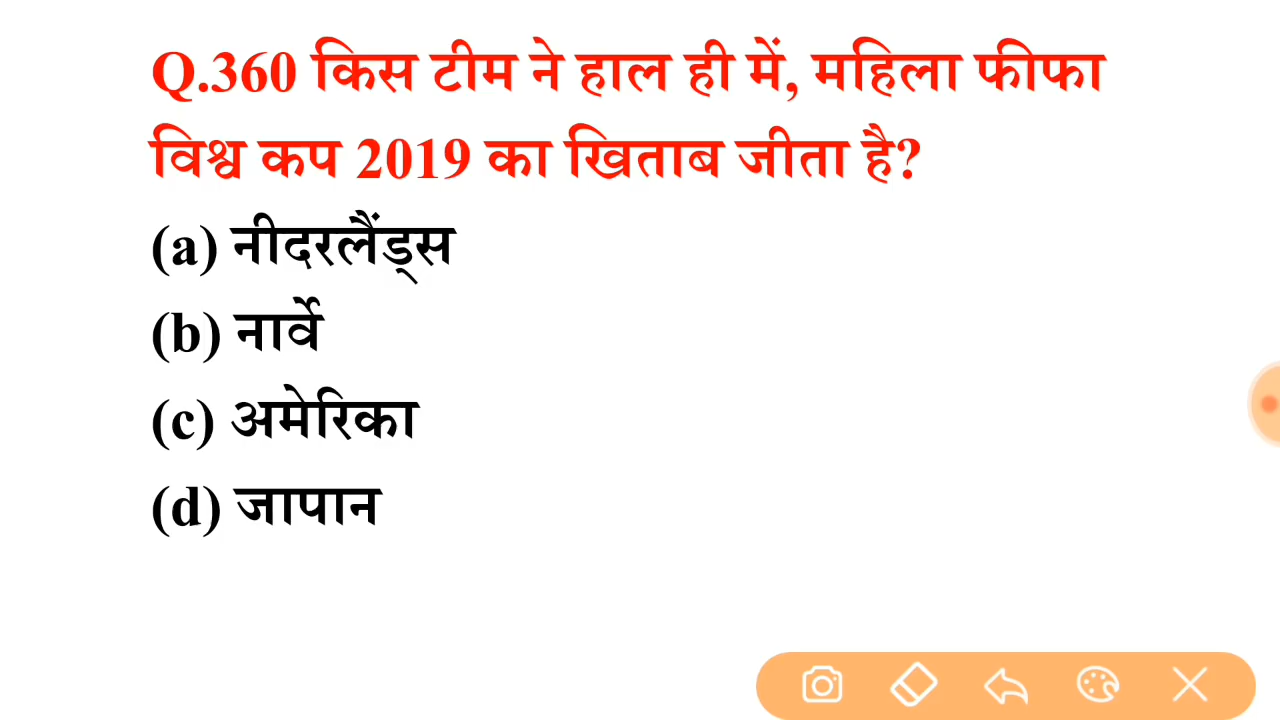 Q.360 किस टीम ने हाल ही में, महिला फीफा
विश्व कप 2019 का खिताब जीता है?
(a) नीदरलैंड्स
(b) नार्वे
(c) अमेरिका
(d) जापान